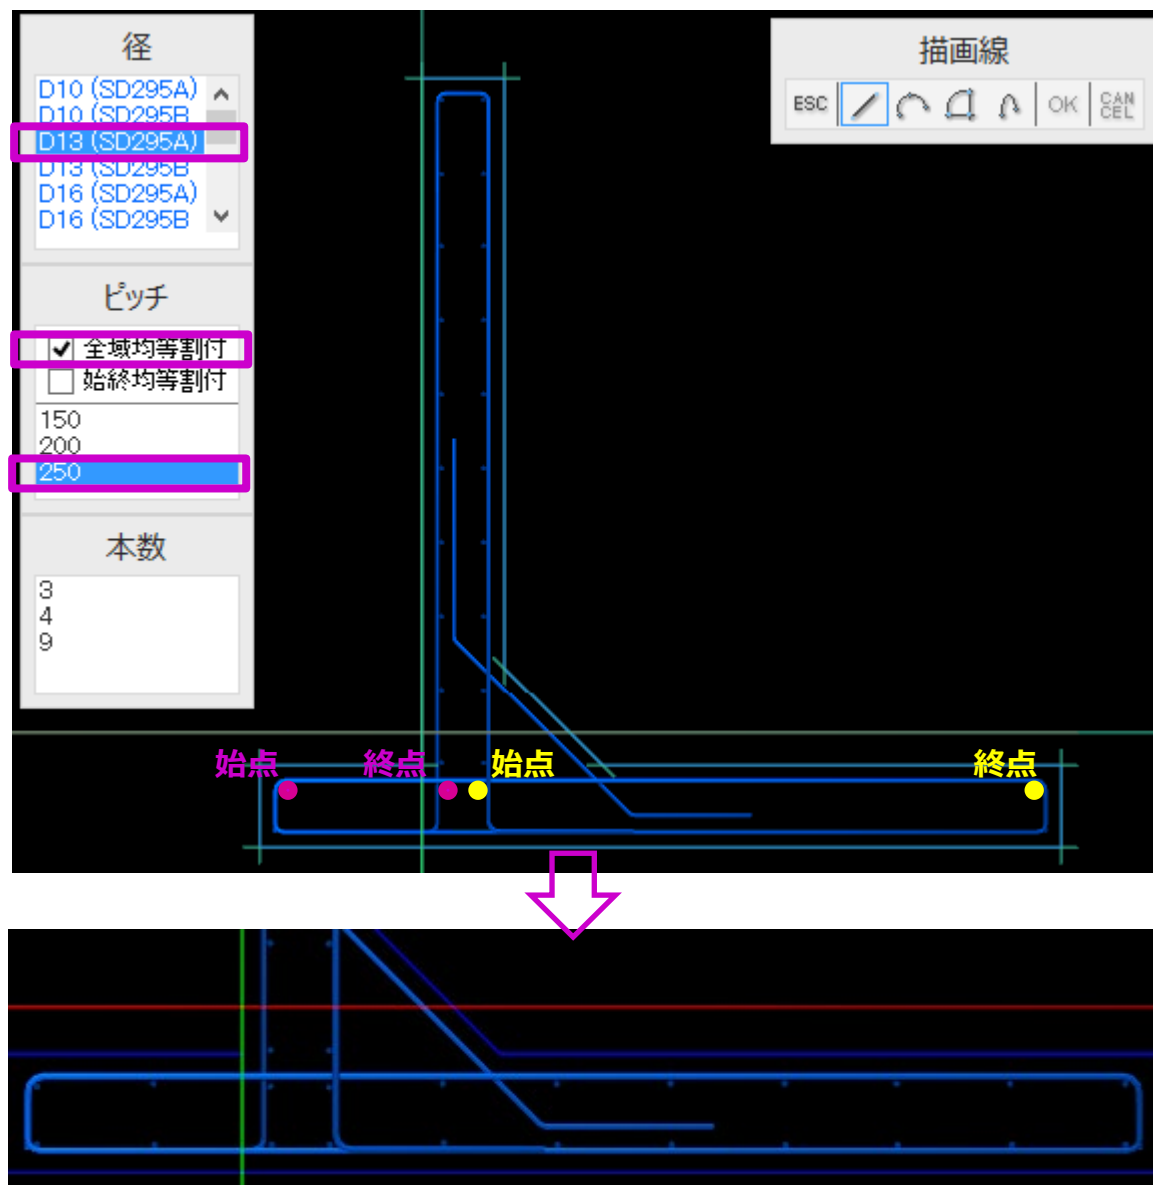 径
D10 (SD295A)
D10 (SD295B
D13 (SD295A)
D13 (SD295B
D16 (SD295A)
D16 (SD295B
ピッチ
全域均等割付
始終均等割付
150
200
250
本数
3
4
9
描画線
ESC OK CAN
CEL
始点 終点 始点 終点